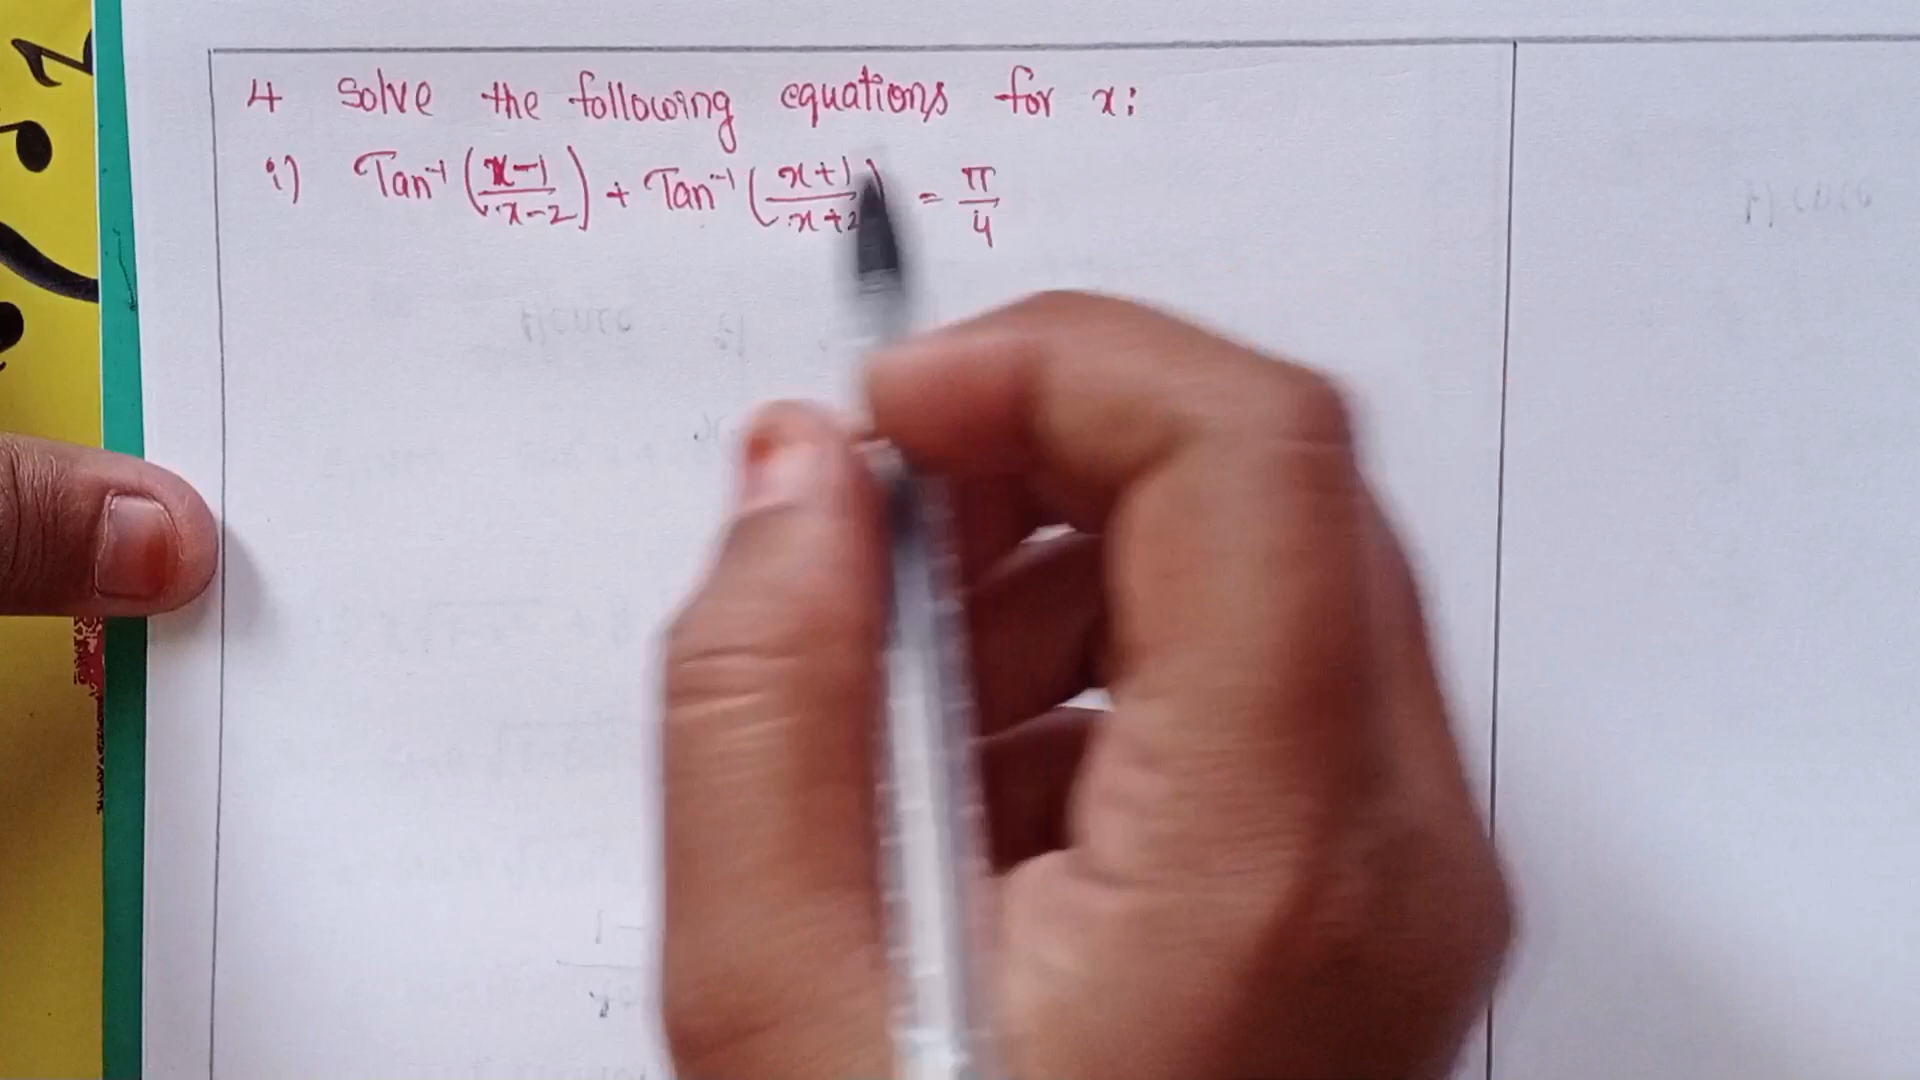 4 Solve the following equations for x:
i) Tan⁻¹ (x-1/x-2) + Tan⁻¹ (x+1/x+2) = π/4